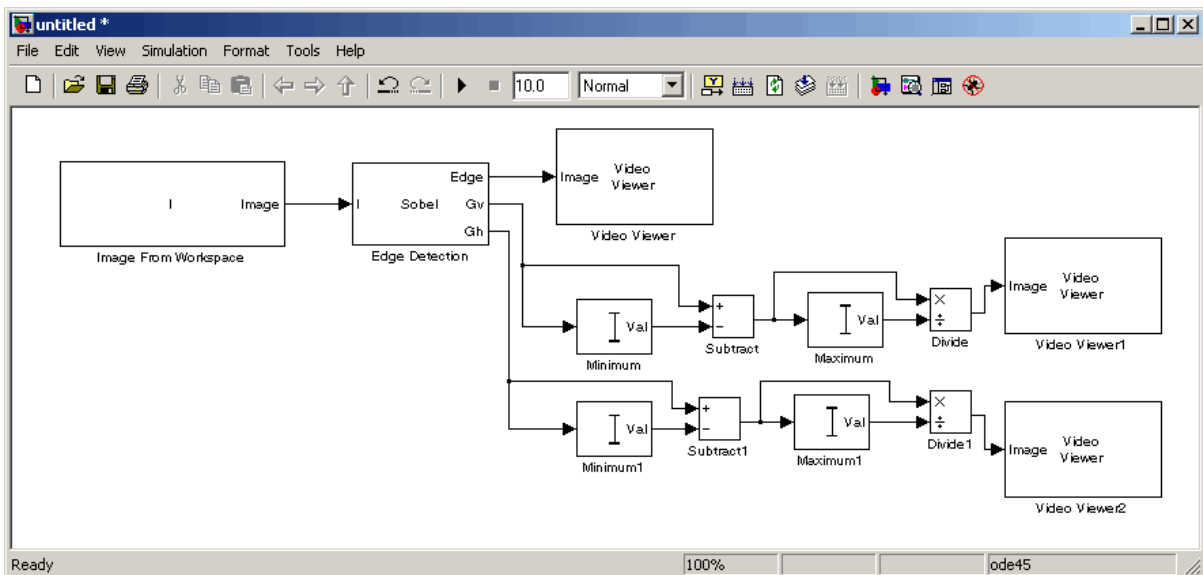 untitled *
File Edit View Simulation Format Tools Help
10.0 Normal
Video Viewer
Image
Video Viewer
I Image
Image From Workspace
I Sobel Edge Gv Gh
Edge Detection
Val
Minimum
+
−
Subtract
Val
Maximum
×
÷
Divide
Image
Video Viewer
Video Viewer1
Val
Minimum1
+
−
Subtract1
Val
Maximum1
×
÷
Divide1
Image
Video Viewer
Video Viewer2
Ready 100% ode45